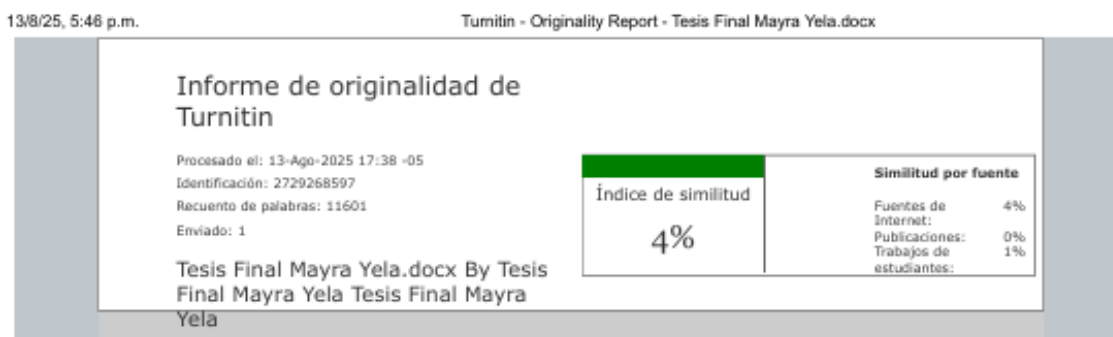 13/8/25, 5:46 p.m.
Turnitin - Originality Report - Tesis Final Mayra Yela.docx
Informe de originalidad de
Turnitin
Procesado el: 13-Ago-2025 17:38 -05
Identificación: 2729268597
Recuento de palabras: 11601
Enviado: 1
Tesis Final Mayra Yela.docx By Tesis
Final Mayra Yela Tesis Final Mayra
Yela
Índice de similitud
4%
Similitud por fuente
Fuentes de 4%
Internet:
Publicaciones: 0%
Trabajos de 1%
estudiantes: